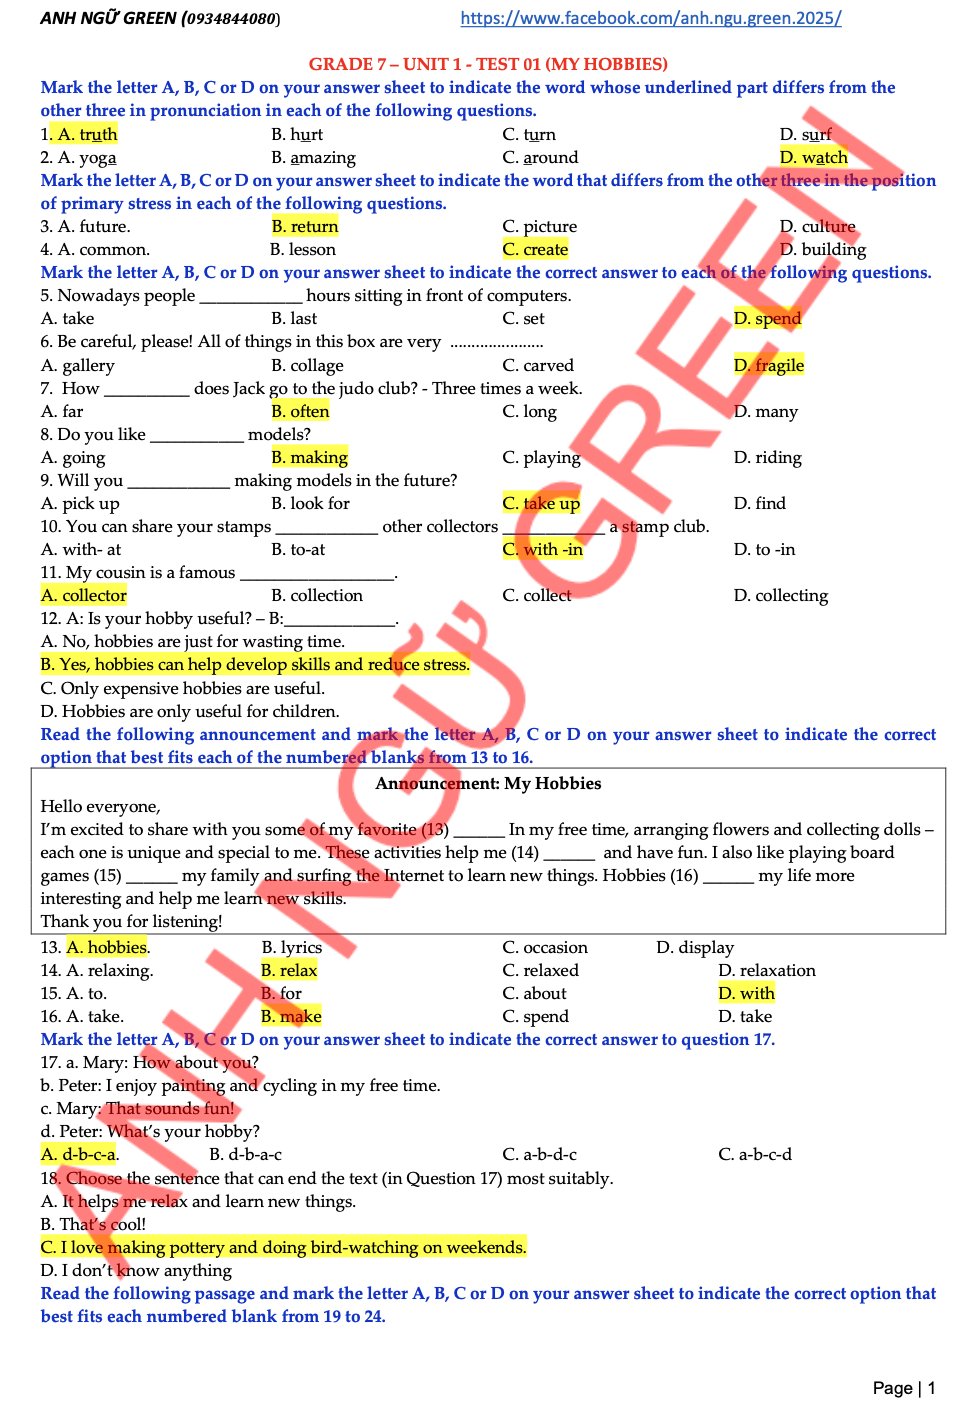 ANH NGỮ GREEN (0934844080) https://www.facebook.com/anh.ngu.green.2025/
GRADE 7 – UNIT 1 - TEST 01 (MY HOBBIES)
Mark the letter A, B, C or D on your answer sheet to indicate the word whose underlined part differs from the
other three in pronunciation in each of the following questions.
1. A. truth B. hurt C. turn D. surf
2. A. yoga B. amazing C. around D. watch
Mark the letter A, B, C or D on your answer sheet to indicate the word that differs from the other three in the position
of primary stress in each of the following questions.
3. A. future. B. return C. picture D. culture
4. A. common. B. lesson C. create D. building
Mark the letter A, B, C or D on your answer sheet to indicate the correct answer to each of the following questions.
5. Nowadays people ____________ hours sitting in front of computers.
A. take B. last C. set D. spend
6. Be careful, please! All of things in this box are very ......................
A. gallery B. collage C. carved D. fragile
7. How __________ does Jack go to the judo club? - Three times a week.
A. far B. often C. long D. many
8. Do you like ___________ models?
A. going B. making C. playing D. riding
9. Will you ____________ making models in the future?
A. pick up B. look for C. take up D. find
10. You can share your stamps ____________ other collectors ____________ a stamp club.
A. with- at B. to-at C. with -in D. to -in
11. My cousin is a famous __________________.
A. collector B. collection C. collect D. collecting
12. A: Is your hobby useful? – B:_____________.
A. No, hobbies are just for wasting time.
B. Yes, hobbies can help develop skills and reduce stress.
C. Only expensive hobbies are useful.
D. Hobbies are only useful for children.
Read the following announcement and mark the letter A, B, C or D on your answer sheet to indicate the correct
option that best fits each of the numbered blanks from 13 to 16.
Announcement: My Hobbies
Hello everyone,
I'm excited to share with you some of my favorite (13) ______ In my free time, arranging flowers and collecting dolls –
each one is unique and special to me. These activities help me (14) ______ and have fun. I also like playing board
games (15) ______ my family and surfing the Internet to learn new things. Hobbies (16) ______ my life more
interesting and help me learn new skills.
Thank you for listening!
13. A. hobbies. B. lyrics C. occasion D. display
14. A. relaxing. B. relax C. relaxed D. relaxation
15. A. to. B. for C. about D. with
16. A. take. B. make C. spend D. take
Mark the letter A, B, C or D on your answer sheet to indicate the correct answer to question 17.
17. a. Mary: How about you?
b. Peter: I enjoy painting and cycling in my free time.
c. Mary: That sounds fun!
d. Peter: What's your hobby?
A. d-b-c-a. B. d-b-a-c C. a-b-d-c C. a-b-c-d
18. Choose the sentence that can end the text (in Question 17) most suitably.
A. It helps me relax and learn new things.
B. That's cool!
C. I love making pottery and doing bird-watching on weekends.
D. I don't know anything
Read the following passage and mark the letter A, B, C or D on your answer sheet to indicate the correct option that
best fits each numbered blank from 19 to 24.
Page | 1
ANH NGỮ GREEN